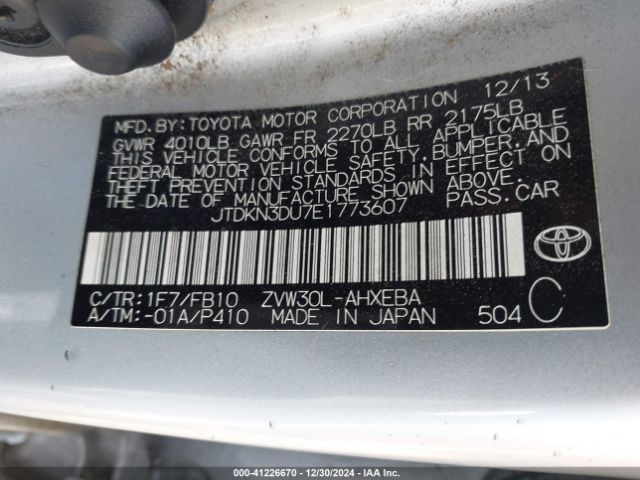 MFD. BY: TOYOTA MOTOR CORPORATION 12/13
GVWR 4010LB GAWR FR 2270LB RR 2175LB
THIS VEHICLE CONFORMS TO ALL APPLICABLE
FEDERAL MOTOR VEHICLE SAFETY, BUMPER, AND
THEFT PREVENTION STANDARDS IN EFFECT ON
THE DATE OF MANUFACTURE SHOWN ABOVE.
JTDKN3DU7E1773607 PASS. CAR
C/TR: 1F7/FB10 ZVW30L-AHXEBA
A/TM: -01A/P410 MADE IN JAPAN 504 C
000-41226670 | 12/30/2024 - IAA Inc.